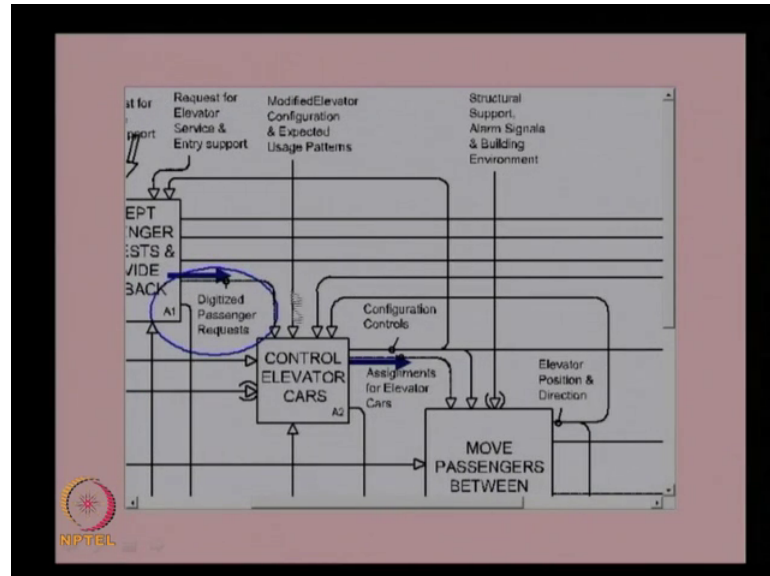 st for
Request for
Elevator
Service &
Entry support
ModifiedElevator
Configuration
& Expected
Usage Patterns
Structural
Support,
Alarm Signals
& Building
Environment
EPT
NGER
STS &
VIDE
BACK
A1
Digitized
Passenger
Requests
Configuration
Controls
CONTROL
ELEVATOR
CARS
A2
Assignments
for Elevator
Cars
Elevator
Position &
Direction
MOVE
PASSENGERS
BETWEEN
NPTEL